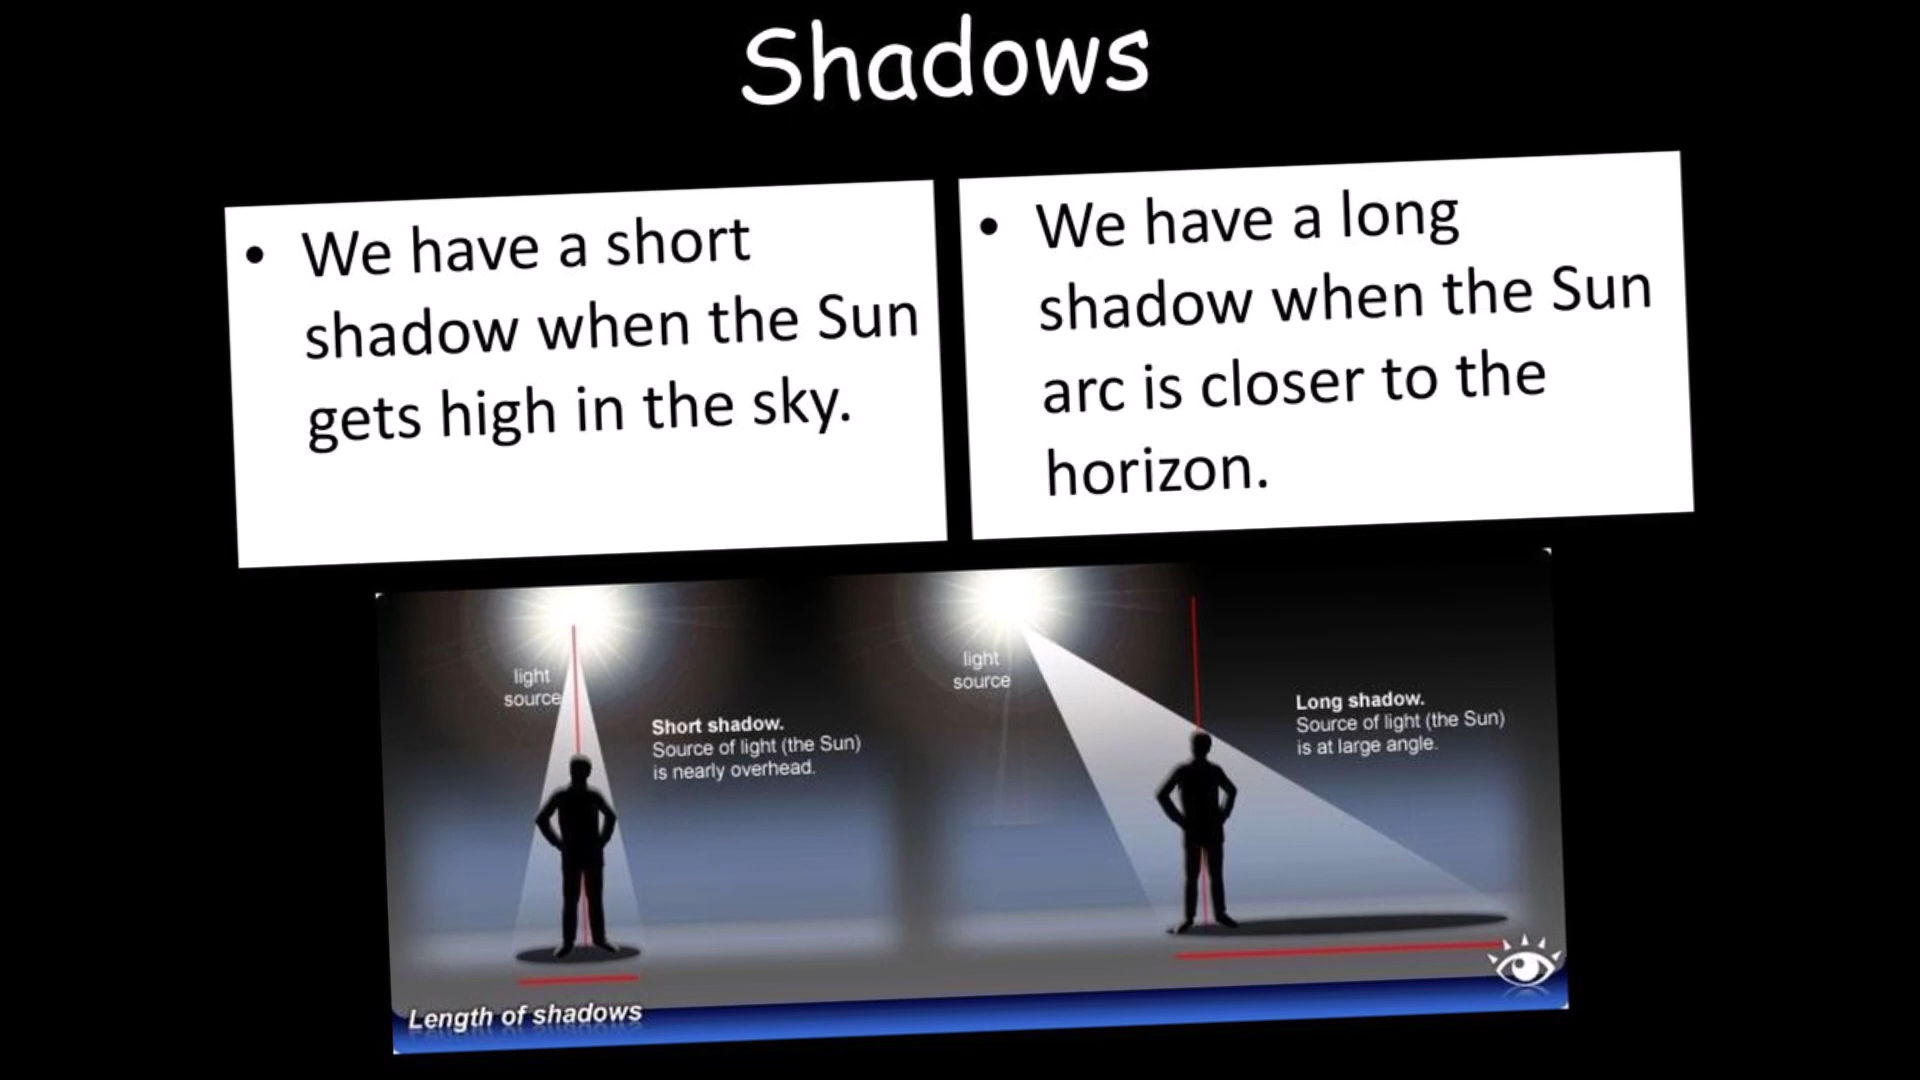 Shadows
• We have a short
shadow when the Sun
gets high in the sky.
• We have a long
shadow when the Sun
arc is closer to the
horizon.
light
source
Short shadow.
Source of light (the Sun)
is nearly overhead.
light
source
Long shadow.
Source of light (the Sun)
is at large angle.
Length of shadows